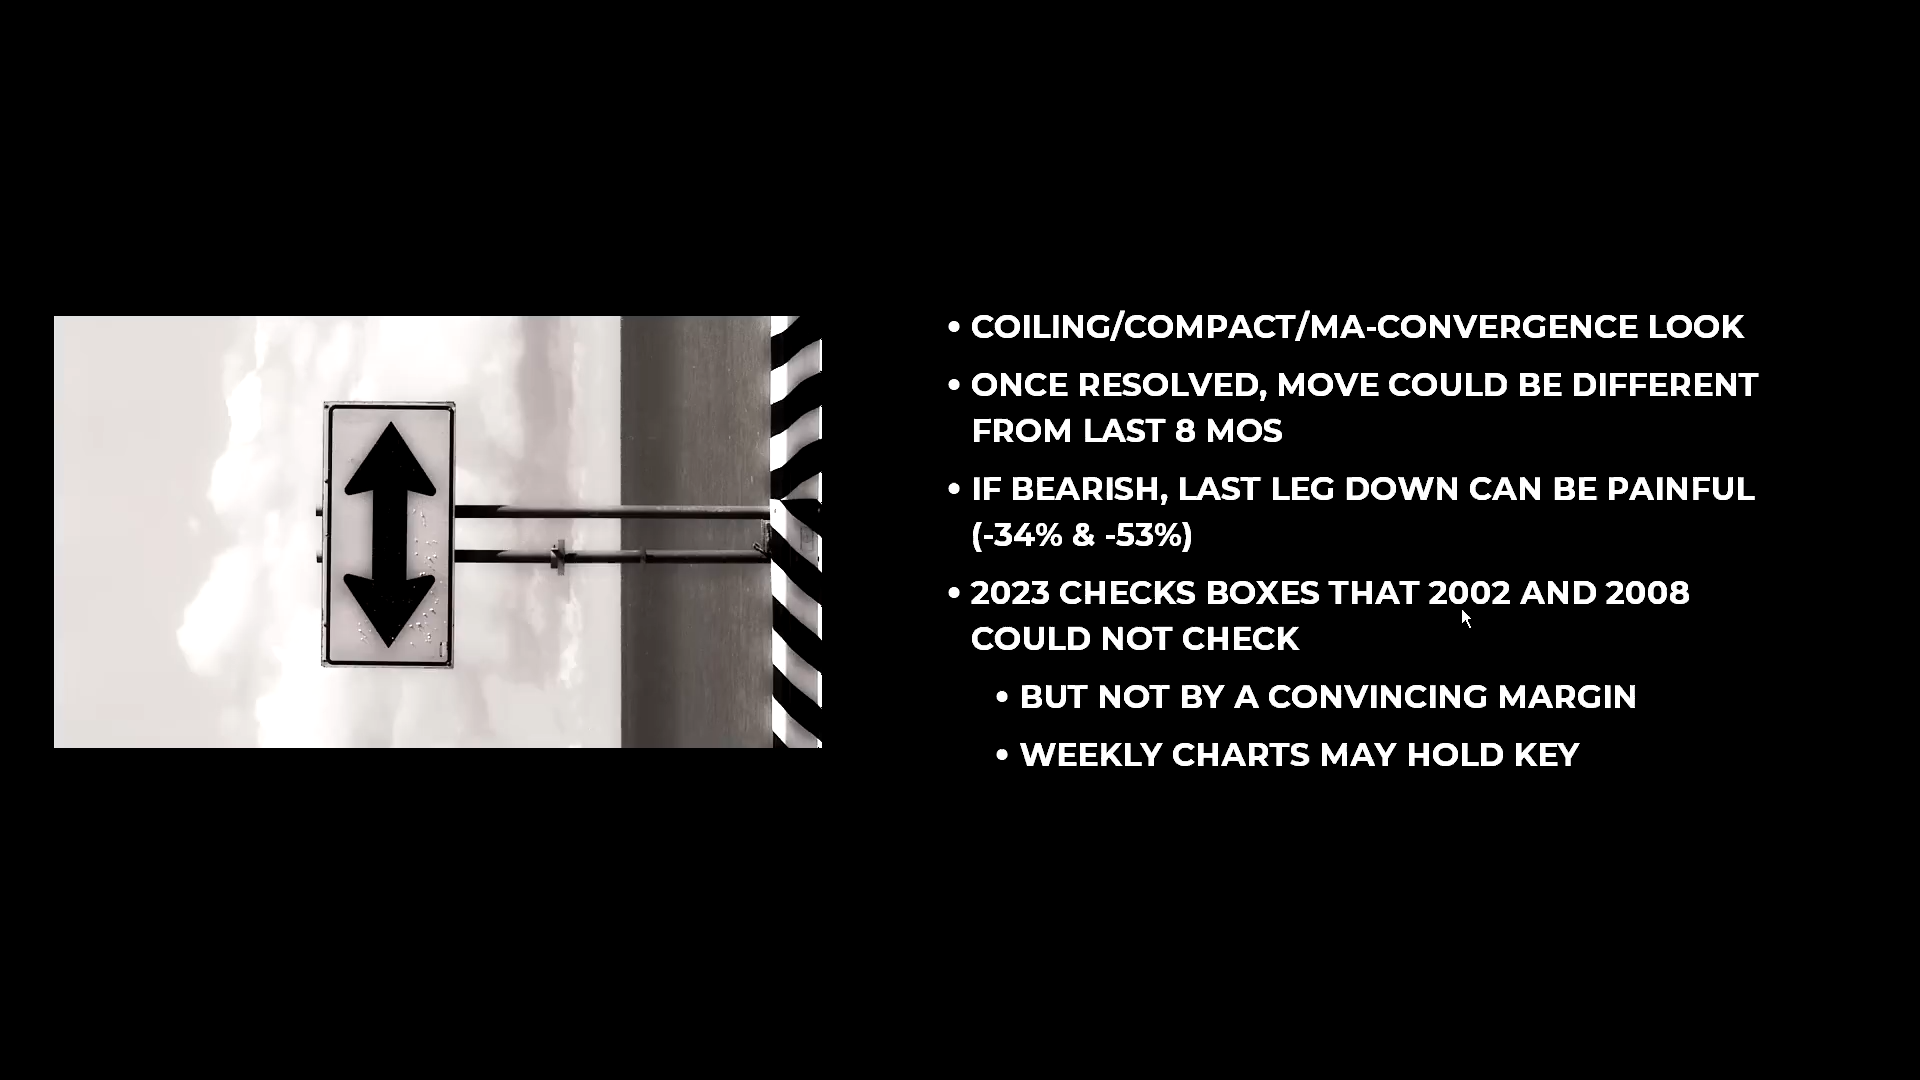 • COILING/COMPACT/MA-CONVERGENCE LOOK
• ONCE RESOLVED, MOVE COULD BE DIFFERENT
FROM LAST 8 MOS
• IF BEARISH, LAST LEG DOWN CAN BE PAINFUL
(-34% & -53%)
• 2023 CHECKS BOXES THAT 2002 AND 2008
COULD NOT CHECK
• BUT NOT BY A CONVINCING MARGIN
• WEEKLY CHARTS MAY HOLD KEY